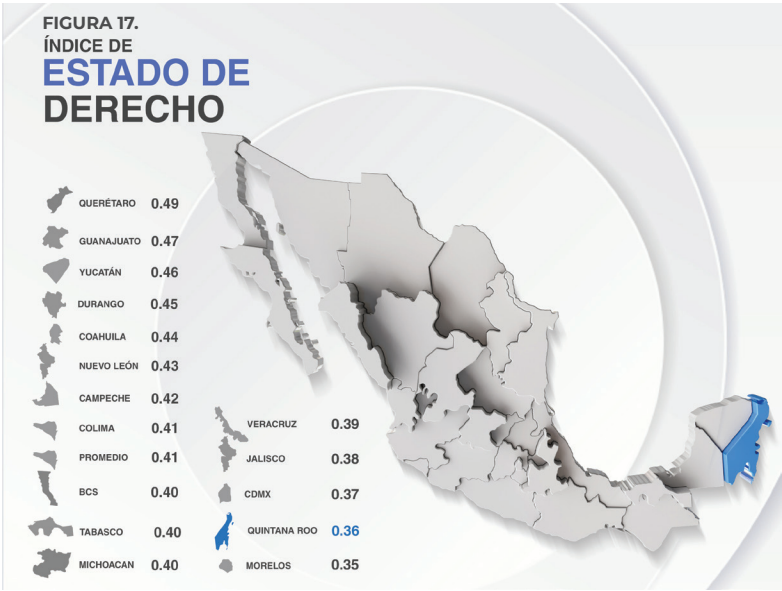 FIGURA 17.
ÍNDICE DE
ESTADO DE
DERECHO
QUERÉTARO 0.49
GUANAJUATO 0.47
YUCATÁN 0.46
DURANGO 0.45
COAHUILA 0.44
NUEVO LEÓN 0.43
CAMPECHE 0.42
COLIMA 0.41
PROMEDIO 0.41
BCS 0.40
TABASCO 0.40
MICHOACAN 0.40
VERACRUZ 0.39
JALISCO 0.38
CDMX 0.37
QUINTANA ROO 0.36
MORELOS 0.35